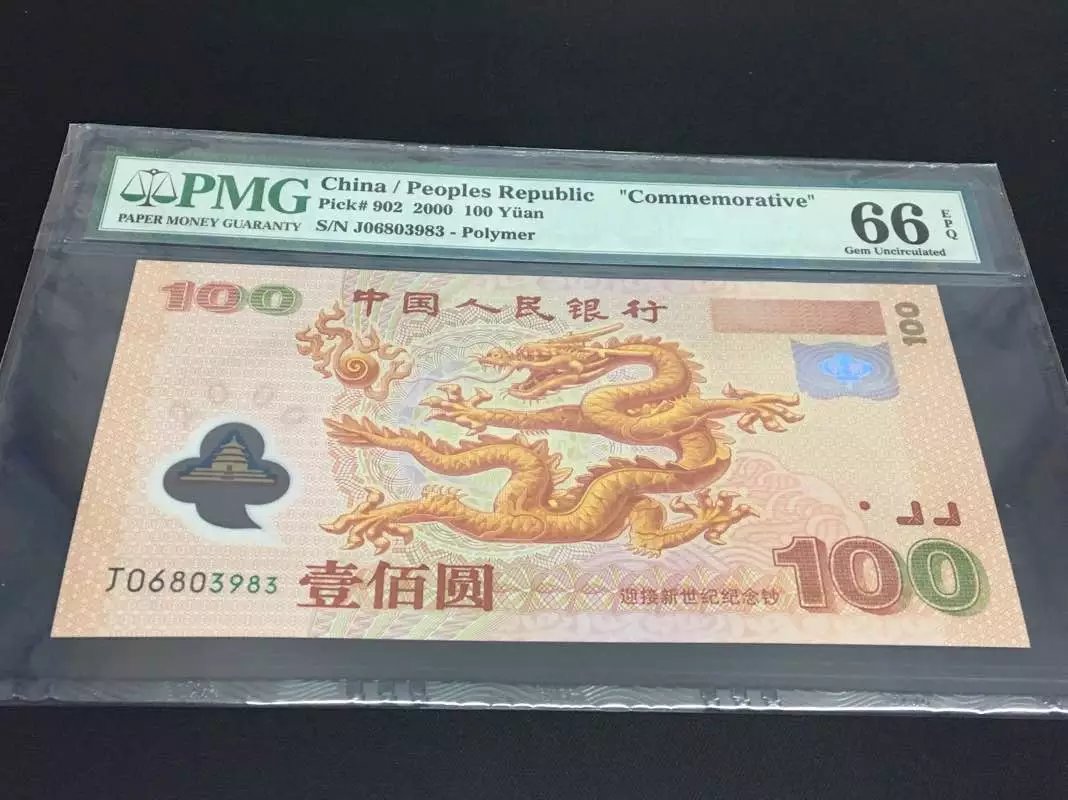 PMG
PAPER MONEY GUARANTY
China / Peoples Republic "Commemorative"
Pick# 902 2000 100 Yüan
S/N J06803983 - Polymer
66
EPQ
Gem Uncirculated
100
中国人民银行
100
2000
J06803983
壹佰圆
迎接新世纪纪念钞
100